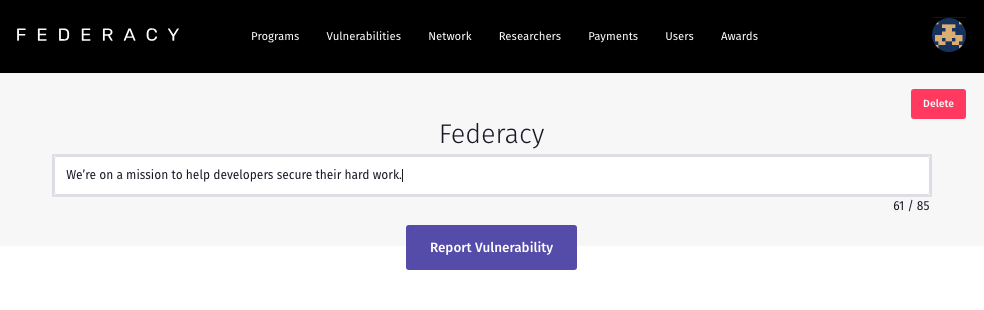 FEDERACY
Programs Vulnerabilities Network Researchers Payments Users Awards
Delete
Federacy
We're on a mission to help developers secure their hard work.
61 / 85
Report Vulnerability